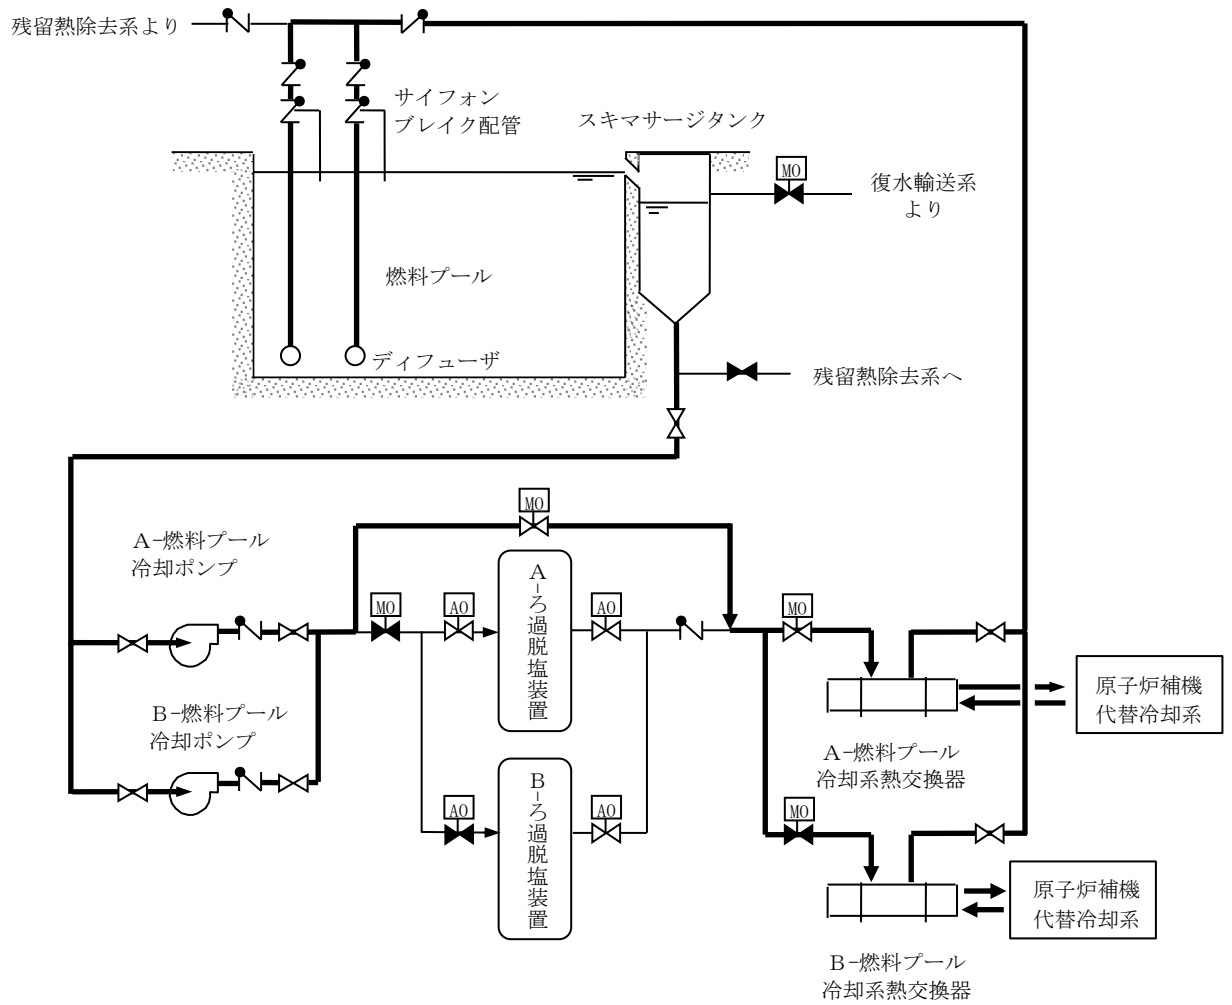 残留熱除去系より
サイフォン
ブレイク配管
スキマサージタンク
MO
復水輸送系
より
燃料プール
ディフューザ
残留熱除去系へ
MO
A-燃料プール
冷却ポンプ
MO
AO
A-ろ過脱塩装置
AO
MO
原子炉補機
代替冷却系
B-燃料プール
冷却ポンプ
A-燃料プール
冷却系熱交換器
AO
B-ろ過脱塩装置
AO
MO
原子炉補機
代替冷却系
B-燃料プール
冷却系熱交換器